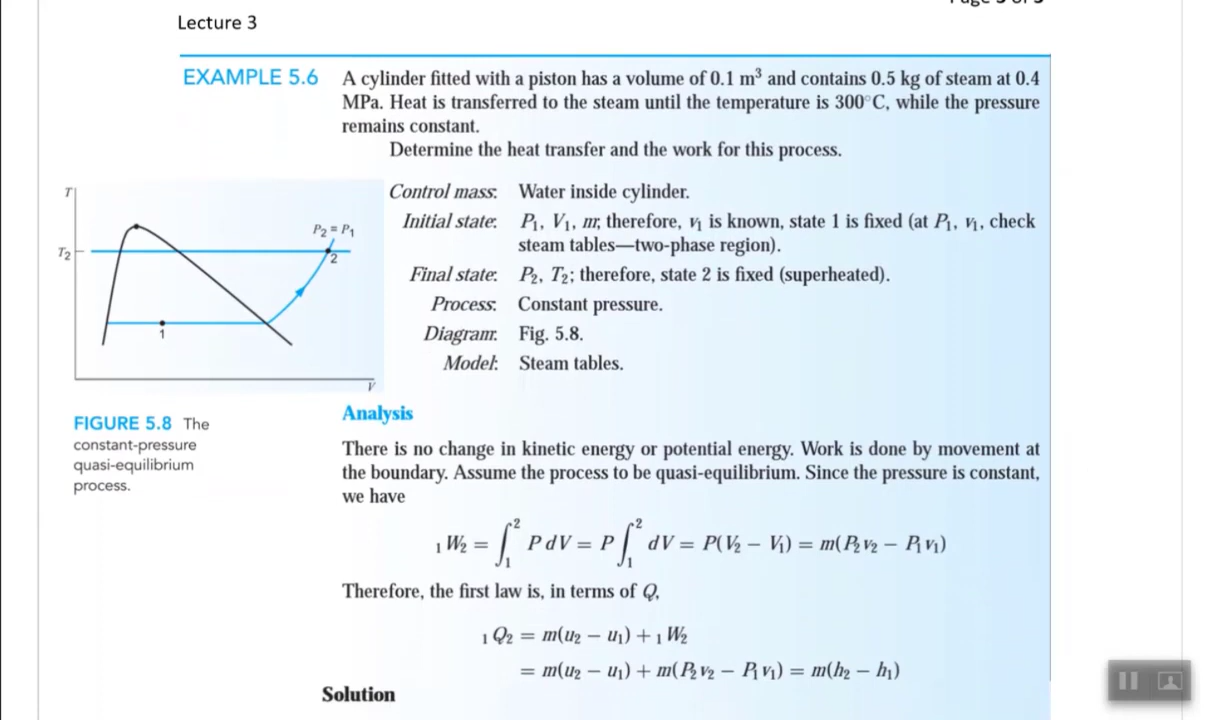 Lecture 3
EXAMPLE 5.6 A cylinder fitted with a piston has a volume of 0.1 m³ and contains 0.5 kg of steam at 0.4
MPa. Heat is transferred to the steam until the temperature is 300°C, while the pressure
remains constant.
Determine the heat transfer and the work for this process.
Control mass: Water inside cylinder.
Initial state: P₁, V₁, m; therefore, v₁ is known, state 1 is fixed (at P₁, v₁, check
steam tables—two-phase region).
Final state: P₂, T₂; therefore, state 2 is fixed (superheated).
Process: Constant pressure.
Diagram: Fig. 5.8.
Model: Steam tables.
T
P₂ = P₁
T₂
2
1
V
FIGURE 5.8 The
constant-pressure
quasi-equilibrium
process.
Analysis
There is no change in kinetic energy or potential energy. Work is done by movement at
the boundary. Assume the process to be quasi-equilibrium. Since the pressure is constant,
we have
₁W₂ = ∫₁² P dV = P ∫₁² dV = P(V₂ − V₁) = m(P₂v₂ − P₁v₁)
Therefore, the first law is, in terms of Q,
₁Q₂ = m(u₂ − u₁) + ₁W₂
= m(u₂ − u₁) + m(P₂v₂ − P₁v₁) = m(h₂ − h₁)
Solution